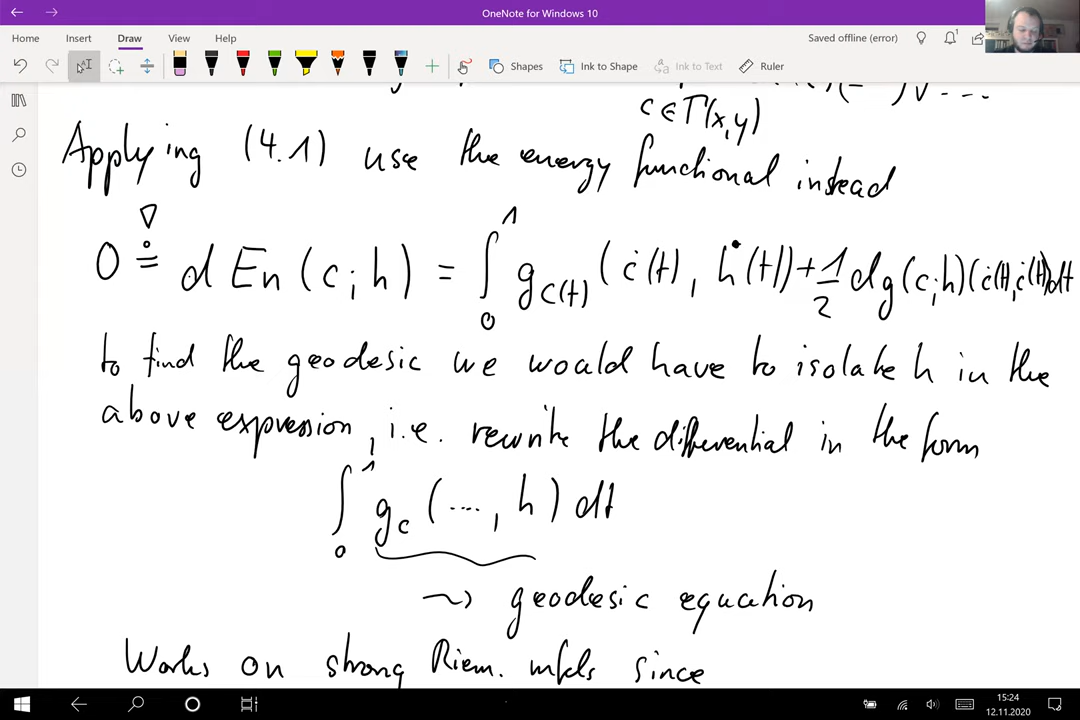 OneNote for Windows 10
Home Insert Draw View Help Saved offline (error)
Shapes Ink to Shape Ink to Text Ruler
c ∈ Γ(x,y)
Applying (4.1) use the energy functional instead
0 ≐ d En (c; h) = ∫₀¹ g_{c(t)} (ċ(t), ḣ(t)) + 1/2 dg(c;h)(ċ(t),ċ(t)) dt
to find the geodesic we would have to isolate h in the
above expression, i.e. rewrite the differential in the form
∫₀¹ g_c (...., h) dt
⇝ geodesic equation
Works on strong Riem. mfds since
15:24
12.11.2020